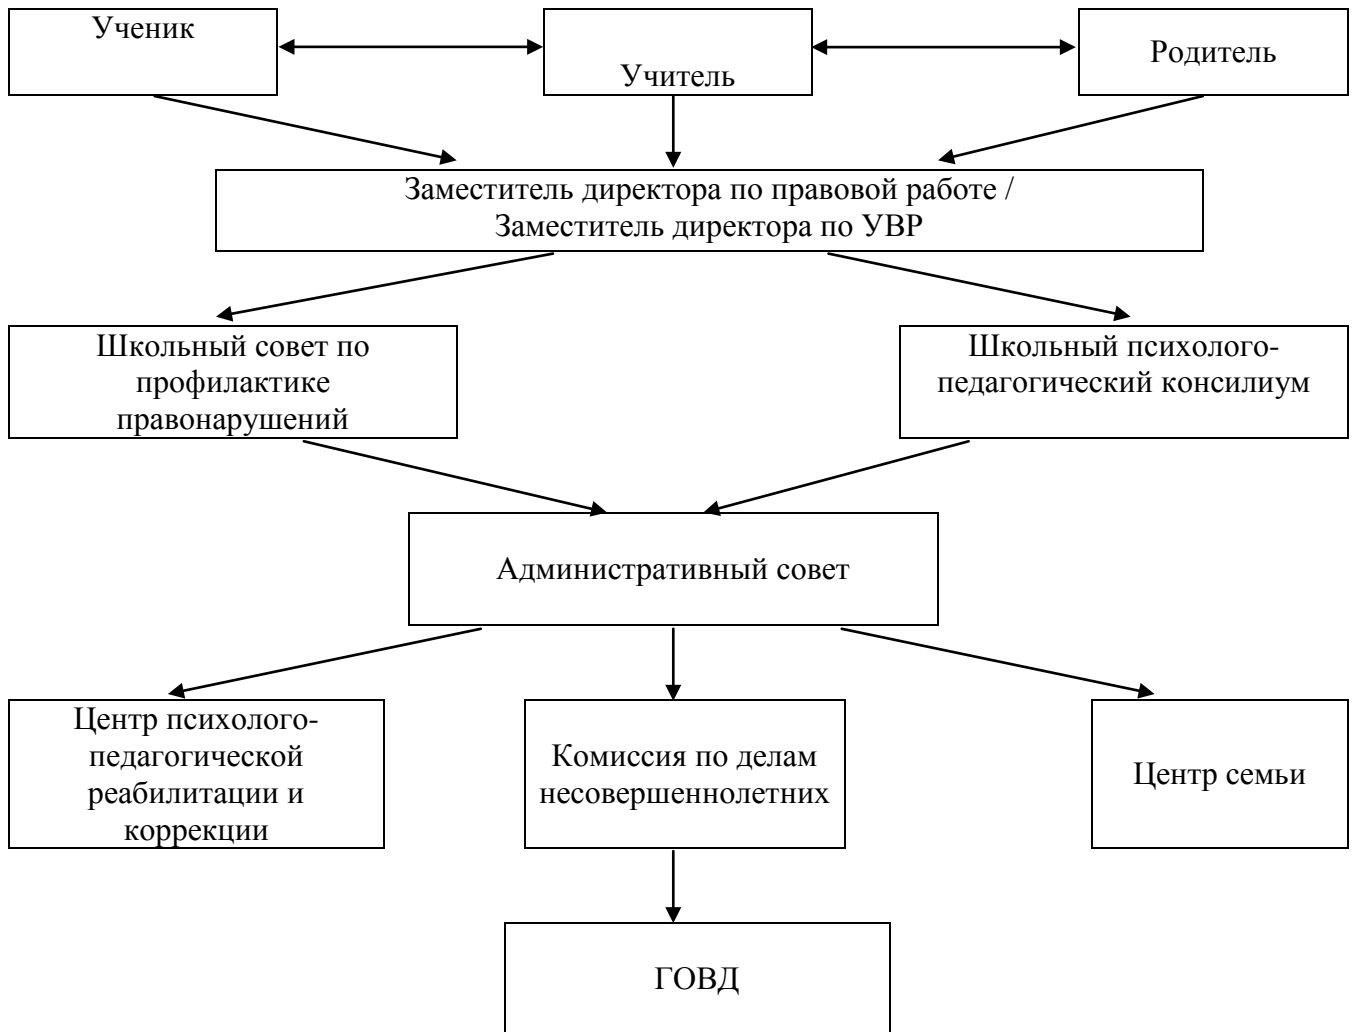 Ученик
Учитель
Родитель
Заместитель директора по правовой работе /
Заместитель директора по УВР
Школьный совет по
профилактике
правонарушений
Школьный психолого-
педагогический консилиум
Административный совет
Центр психолого-
педагогической
реабилитации и
коррекции
Комиссия по делам
несовершеннолетних
Центр семьи
ГОВД